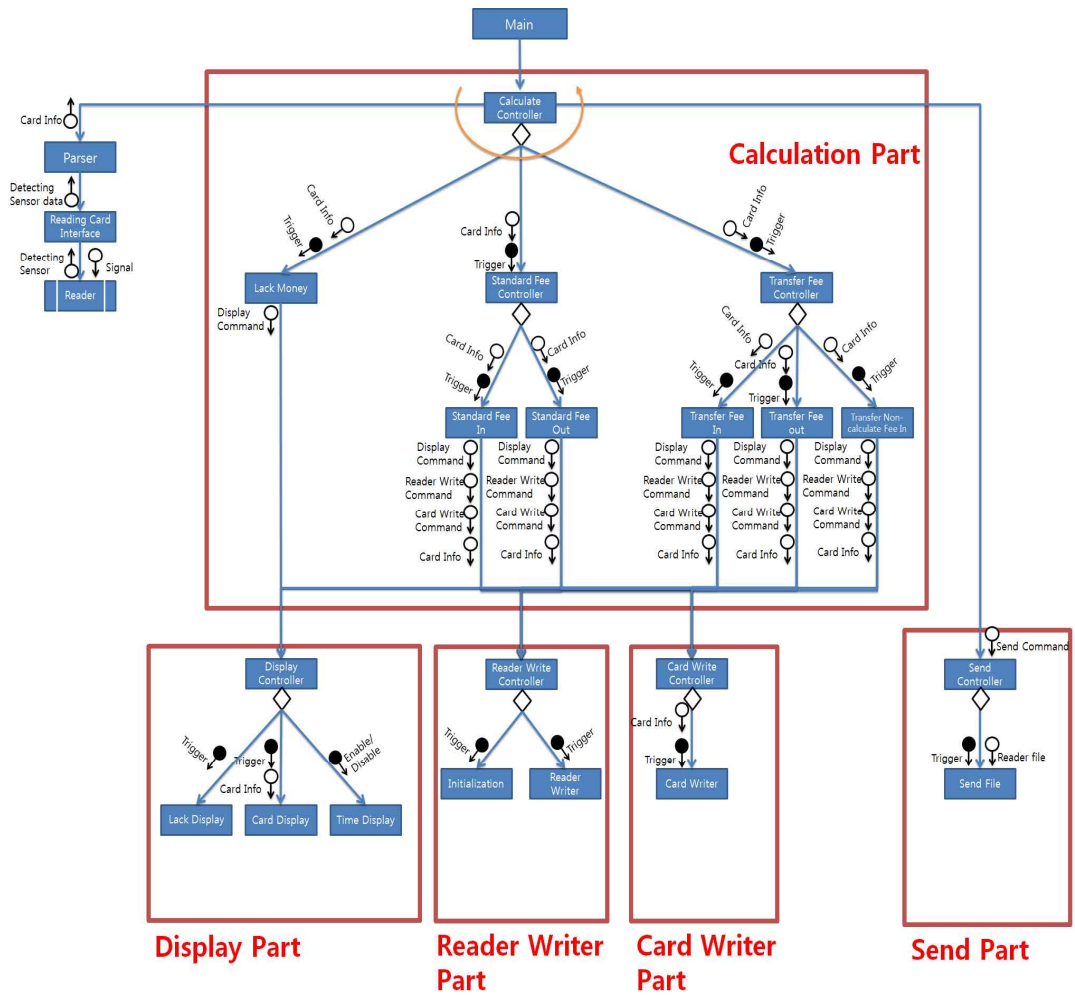 Main
Calculate
Controller
Calculation Part
Card Info
Parser
Detecting
Sensor data
Reading Card
Interface
Detecting
Sensor
Signal
Reader
Card Info
Trigger
Card Info
Trigger
Card Info
Trigger
Lack Money
Standard Fee
Controller
Transfer Fee
Controller
Display
Command
Card Info
Trigger
Card Info
Trigger
Card Info
Trigger
Card Info
Trigger
Card Info
Trigger
Standard Fee
In
Standard Fee
Out
Transfer Fee
In
Transfer Fee
out
Transfer Non-
calculate Fee In
Display
Command
Reader Write
Command
Card Write
Command
Card Info
Display
Command
Reader Write
Command
Card Write
Command
Card Info
Display
Command
Reader Write
Command
Card Write
Command
Card Info
Display
Command
Reader Write
Command
Card Write
Command
Card Info
Display
Command
Reader Write
Command
Card Write
Command
Card Info
Display
Controller
Trigger
Trigger
Card Info
Enable/
Disable
Lack Display
Card Display
Time Display
Display Part
Reader Write
Controller
Trigger
Trigger
Initialization
Reader
Writer
Reader Writer
Part
Card Write
Controller
Card Info
Trigger
Card Writer
Card Writer
Part
Send Command
Send
Controller
Trigger
Reader file
Send File
Send Part